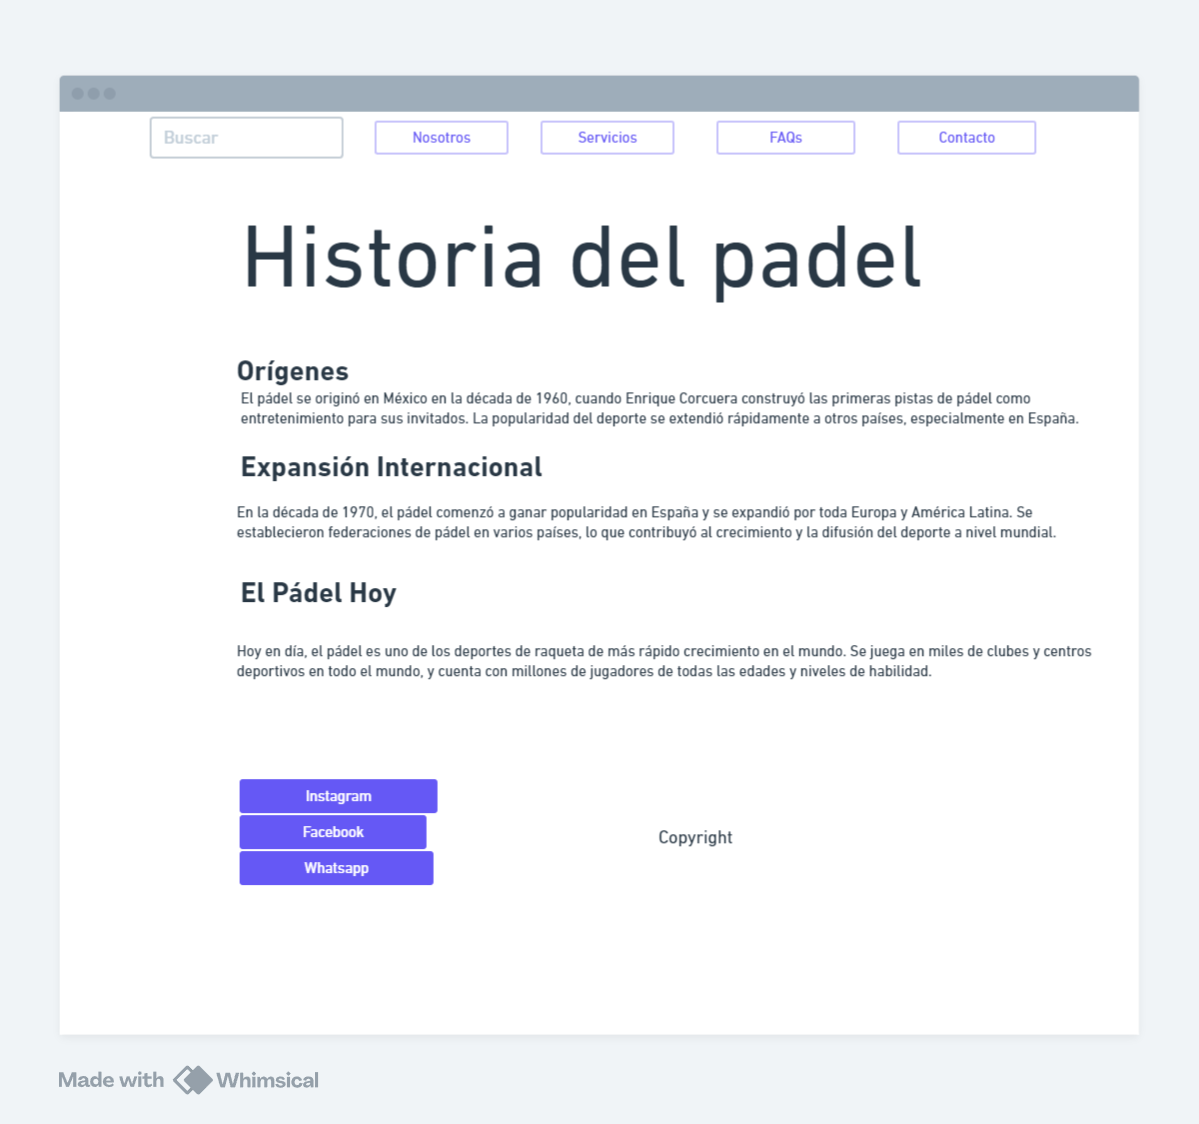 Buscar
Nosotros
Servicios
FAQs
Contacto
Historia del padel
Orígenes
El pádel se originó en México en la década de 1960, cuando Enrique Corcuera construyó las primeras pistas de pádel como
entretenimiento para sus invitados. La popularidad del deporte se extendió rápidamente a otros países, especialmente en España.
Expansión Internacional
En la década de 1970, el pádel comenzó a ganar popularidad en España y se expandió por toda Europa y América Latina. Se
establecieron federaciones de pádel en varios países, lo que contribuyó al crecimiento y la difusión del deporte a nivel mundial.
El Pádel Hoy
Hoy en día, el pádel es uno de los deportes de raqueta de más rápido crecimiento en el mundo. Se juega en miles de clubes y centros
deportivos en todo el mundo, y cuenta con millones de jugadores de todas las edades y niveles de habilidad.
Instagram
Facebook
Whatsapp
Copyright
Made with Whimsical